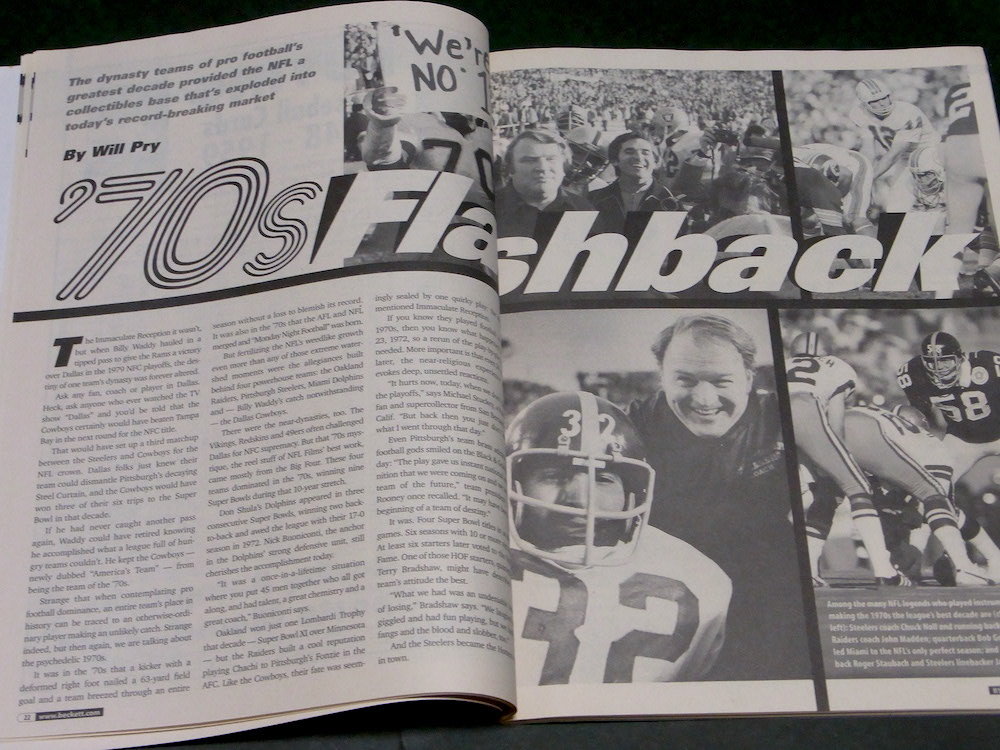 The dynasty teams of pro football's
greatest decade provided the NFL a
collectibles base that's exploded into
today's record-breaking market
By Will Pry
'We're
NO 1
'70s Flashback
The Immaculate Reception it wasn't,
but when Billy Waddy hauled in a
tipped pass to give the Rams a victory
over Dallas in the 1979 NFC playoffs, the des-
tiny of one team's dynasty was forever altered.
Ask any fan, coach or player in Dallas.
Heck, ask anyone who ever watched the TV
show "Dallas" and you'd be told that the
Cowboys certainly would have beaten Tampa
Bay in the next round for the NFC title.
That would have set up a third matchup
between the Steelers and Cowboys for the
NFL crown. Dallas folks just knew their
team could dismantle Pittsburgh's decaying
Steel Curtain, and the Cowboys would have
won three of their six trips to the Super
Bowl in that decade.
If he had never caught another pass
again, Waddy could have retired knowing
he accomplished what a league full of hun-
gry teams couldn't. He kept the Cowboys —
newly dubbed "America's Team" — from
being the team of the '70s.
Strange that when contemplating pro
football dominance, an entire team's place in
history can be traced to an otherwise-ordi-
nary player making an unlikely catch. Strange
indeed, but then again, we are talking about
the psychedelic 1970s.
It was in the '70s that a kicker with a
deformed right foot nailed a 63-yard field
goal and a team breezed through an entire
season without a loss to blemish its record.
It was also in the '70s that the AFL and NFL
merged and "Monday Night Football" was born.
But fertilizing the NFL's weedlike growth
even more than any of those extreme water-
shed moments were the allegiances built
behind four powerhouse teams: the Oakland
Raiders, Pittsburgh Steelers, Miami Dolphins
and — Billy Waddy's catch notwithstanding
— the Dallas Cowboys.
There were the near-dynasties, too. The
Vikings, Redskins and 49ers often challenged
Dallas for NFC supremacy. But that '70s mys-
tique, the reel stuff of NFL Films' best work,
came mostly from the Big Four. These four
teams dominated in the '70s, winning nine
Super Bowls during that 10-year stretch.
Don Shula's Dolphins appeared in three
consecutive Super Bowls, winning two back-
to-back and awed the league with their 17-0
season in 1972. Nick Buoniconti, the anchor
in the Dolphins' strong defensive unit, still
cherishes the accomplishment today.
"It was a once-in-a-lifetime situation
where you put 45 men together who all got
along, and had talent, a great chemistry and a
great coach," Buoniconti says.
Oakland won just one Lombardi Trophy
that decade — Super Bowl XI over Minnesota
— but the Raiders built a cool reputation
playing Chachi to Pittsburgh's Fonzie in the
AFC. Like the Cowboys, their fate was seem-
ingly sealed by one quirky play
mentioned Immaculate Reception
If you know they played football
1970s, then you know what
23, 1972, so a rerun of the
needed. More important is that
later, the near-religious
evokes deep, unsettled
"It hurts now, today, when
the playoffs," says Michael
fan and supercollector from San
Calif. "But back then you just
what I went through that day."
Even Pittsburgh's team
football gods smiled on the Black &
day: "The play gave us instant
nition that we were coming on and
team of the future," team
Rooney once recalled. "It may have
beginning of a team of destiny."
It was. Four Super Bowl titles in
games. Six seasons with 10 or more
At least six starters later voted to
Fame. One of those HOF starters,
Terry Bradshaw, might have
team's attitude the best.
"What we had was an
of losing," Bradshaw says. "We
giggled and had fun playing, but we
fangs and the blood and slobber,
And the Steelers became the
in town.
Among the many NFL legends who played
making the 1970s the league's best decade are
left): Steelers coach Chuck Noll and running back
Raiders coach John Madden; quarterback Bob
led Miami to the NFL's only perfect season; and
back Roger Staubach and Steelers linebacker
22 www.beckett.com
70
12
32
32
58
58